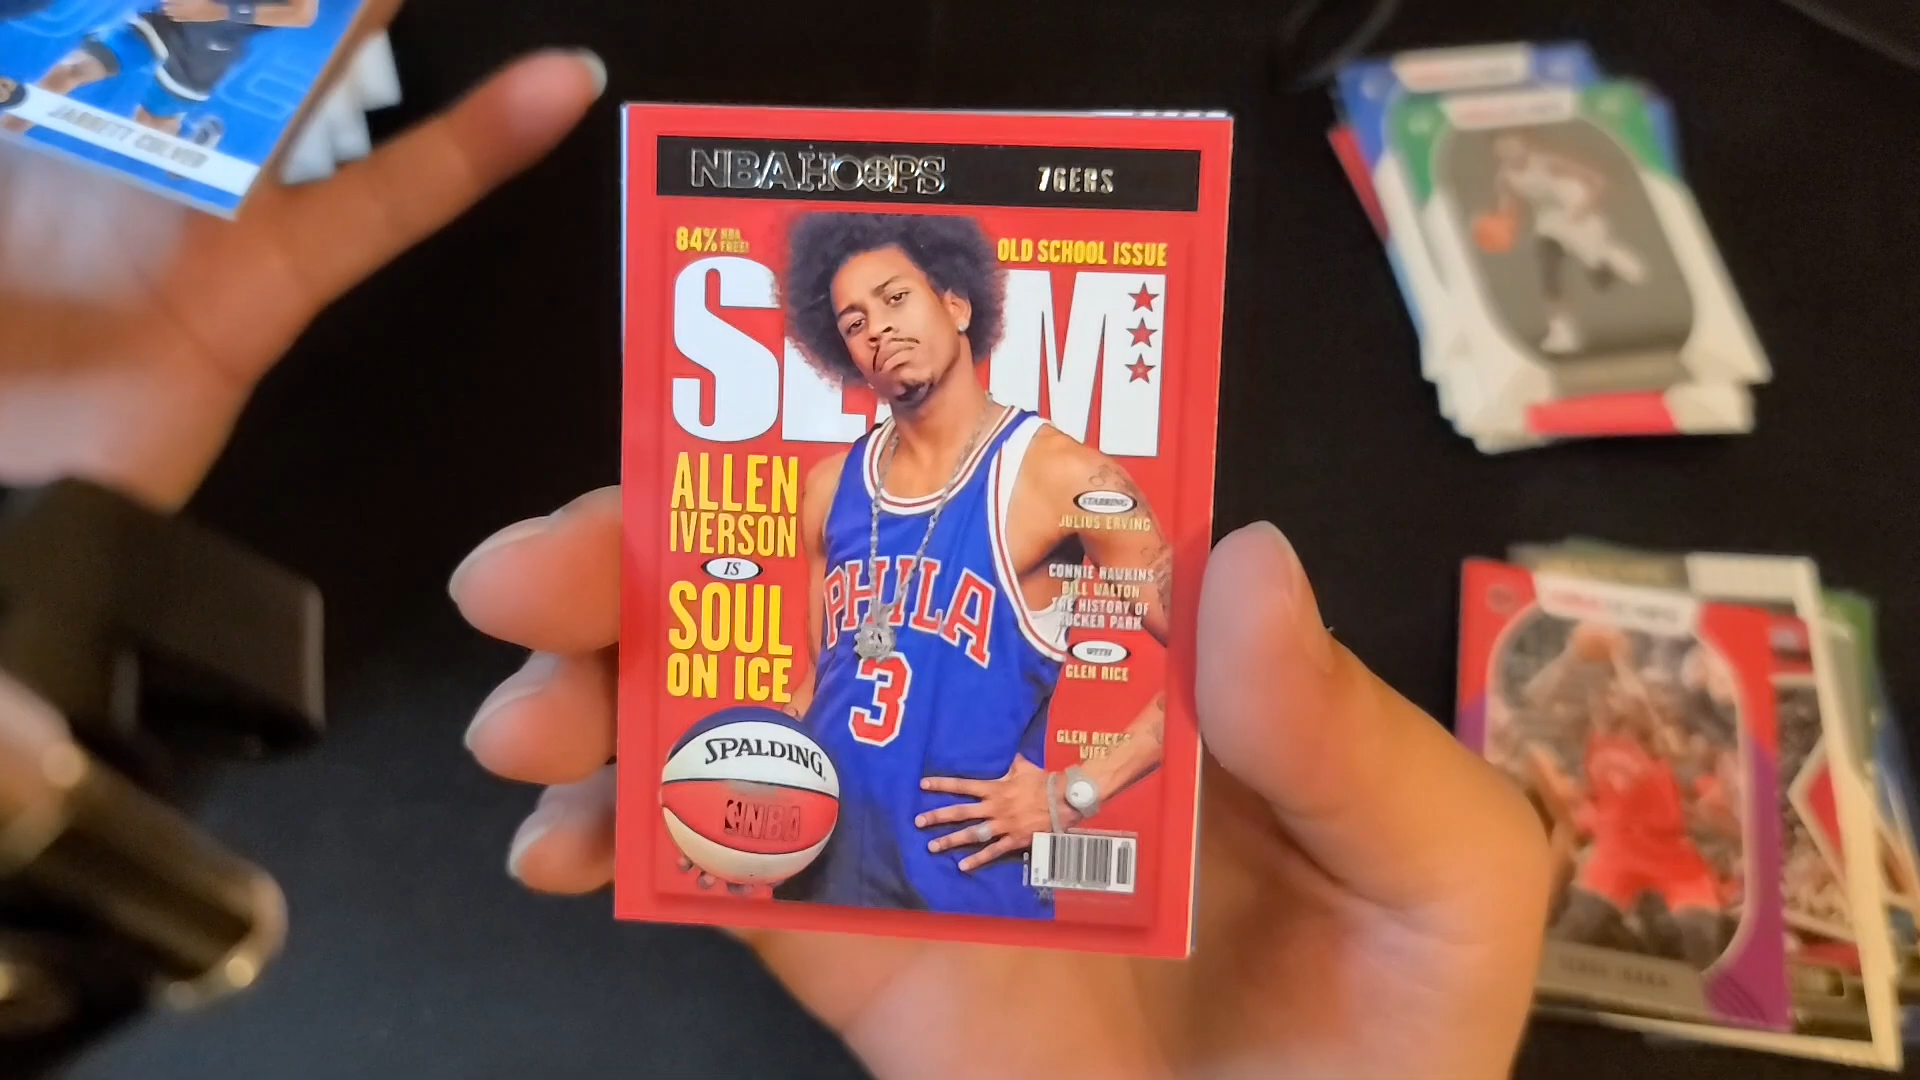 JARRETT CULVER
NBA HOOPS
76ERS
84% NBA FREE!
OLD SCHOOL ISSUE
SLAM
ALLEN
IVERSON
IS
SOUL
ON ICE
STARRING
JULIUS ERVING
CONNIE HAWKINS
BILL WALTON
THE HISTORY OF
RUCKER PARK
WITH
GLEN RICE
GLEN RICE'S
WIFE
PHILA
3
SPALDING
NBA